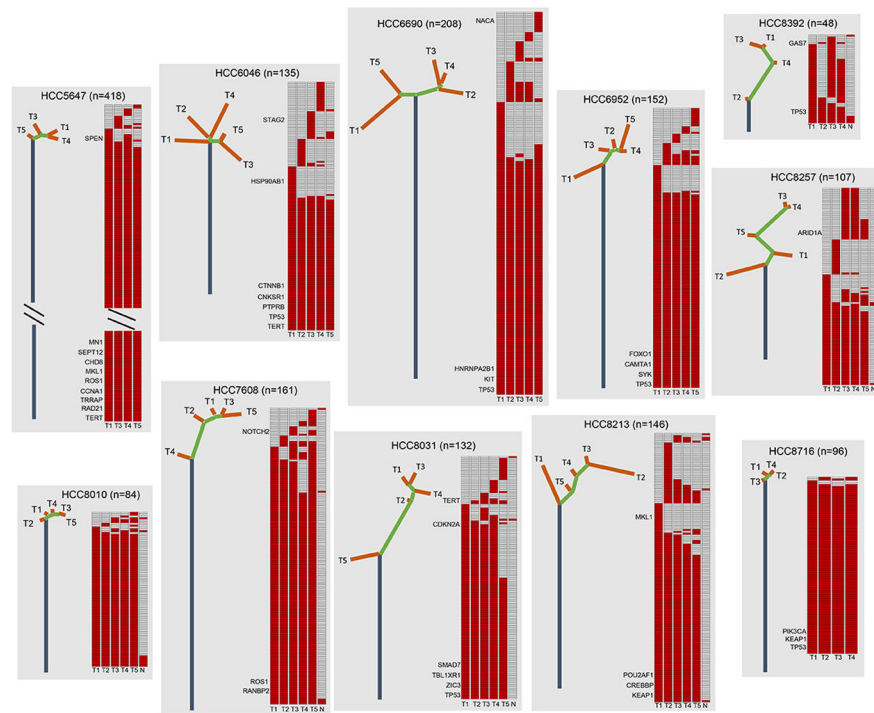 HCC5647 (n=418)
T3
T1
T5
T4
SPEN
MN1
SEPT12
CHD8
MKL1
ROS1
CCNA1
TRRAP
RAD21
TERT
T1 T3 T4 T2 T5
HCC6046 (n=135)
T4
T2
T5
T1
T3
STAG2
HSP90AB1
CTNNB1
CNKSR1
PTPRB
TP53
TERT
T1 T2 T3 T4 T5
HCC6690 (n=208)
NACA
T3
T5
T4
T2
T1
HNRNPA2B1
KIT
TP53
T1 T2 T3 T4 T5
HCC6952 (n=152)
T5
T2
T3
T4
T1
FOXO1
CAMTA1
SYK
TP53
T1 T2 T3 T4 T5
HCC8392 (n=48)
T3
T1
GAS7
T4
T2
TP53
T1 T2 T3 T4 N
HCC8257 (n=107)
T3
T4
ARID1A
T5
T1
T2
T1 T2 T3 T4 T5 N
HCC8010 (n=84)
T4
T1
T3
T2
T5
T1 T2 T3 T4 T5 N
HCC7608 (n=161)
T1
T3
T2
T5
NOTCH2
T4
ROS1
RANBP2
T1 T2 T3 T4 T5 N
HCC8031 (n=132)
T3
T1
T4
T2
TERT
CDKN2A
T5
SMAD7
TBL1XR1
ZIC3
TP53
T1 T2 T3 T4 T5 N
HCC8213 (n=146)
T3
T1
T4
T2
T5
MKL1
POU2AF1
CREBBP
KEAP1
T1 T2 T3 T4 T5 N
HCC8716 (n=96)
T4
T1
T2
T3
PIK3CA
KEAP1
TP53
T1 T2 T3 T4